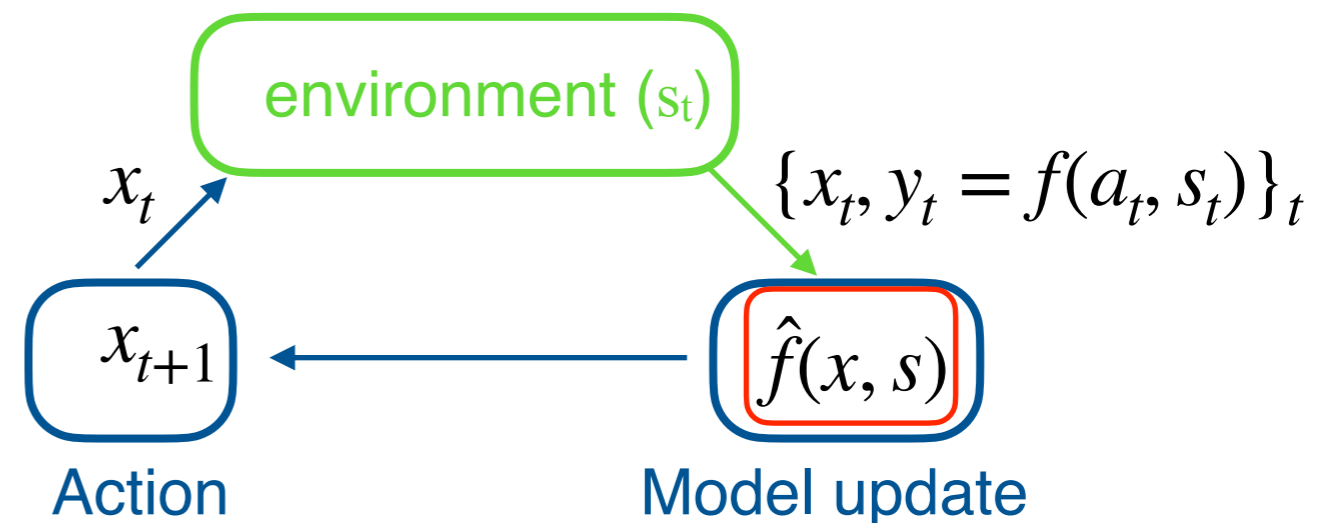 environment (sₜ)
xₜ
{xₜ, yₜ = f(aₜ, sₜ)}ₜ
xₜ₊₁
f̂(x, s)
Action
Model update